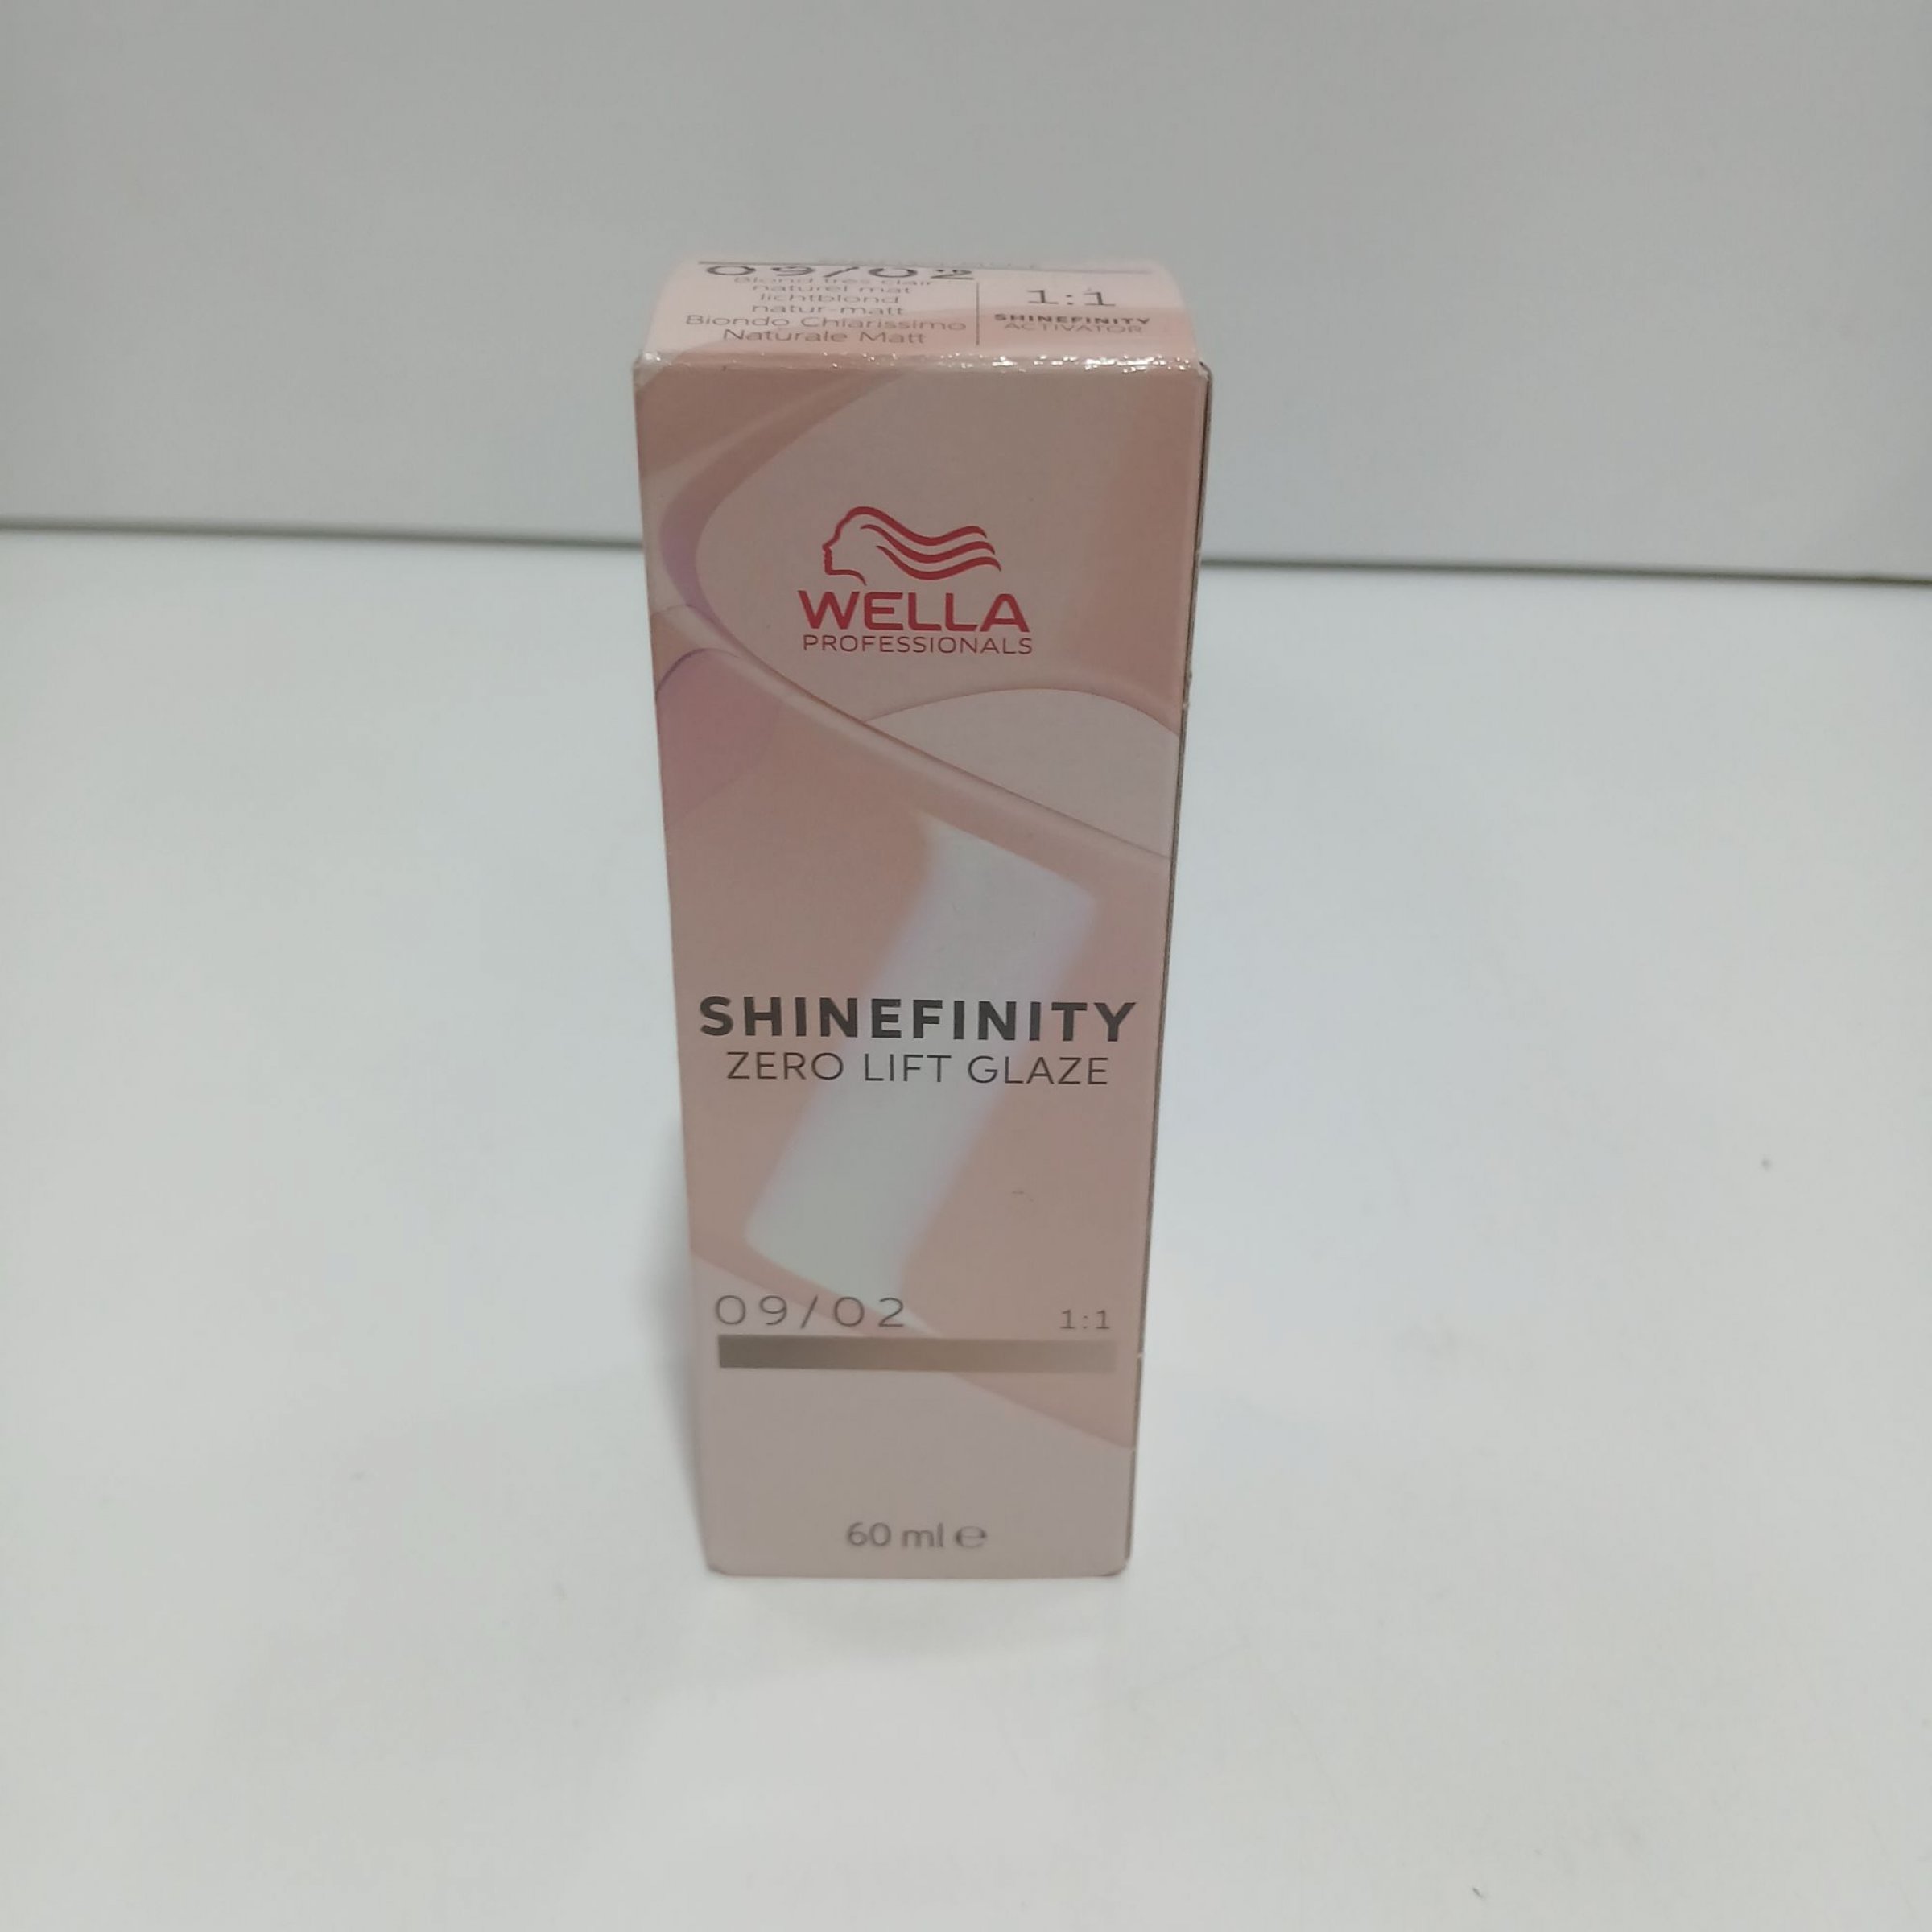 09/02
Blond très clair
naturel mat
lichtblond
natur-matt
Biondo Chiarissimo
Naturale Matt
1:1
SHINEFINITY
ACTIVATOR
WELLA
PROFESSIONALS
SHINEFINITY
ZERO LIFT GLAZE
09/02 1:1
60 ml ℮